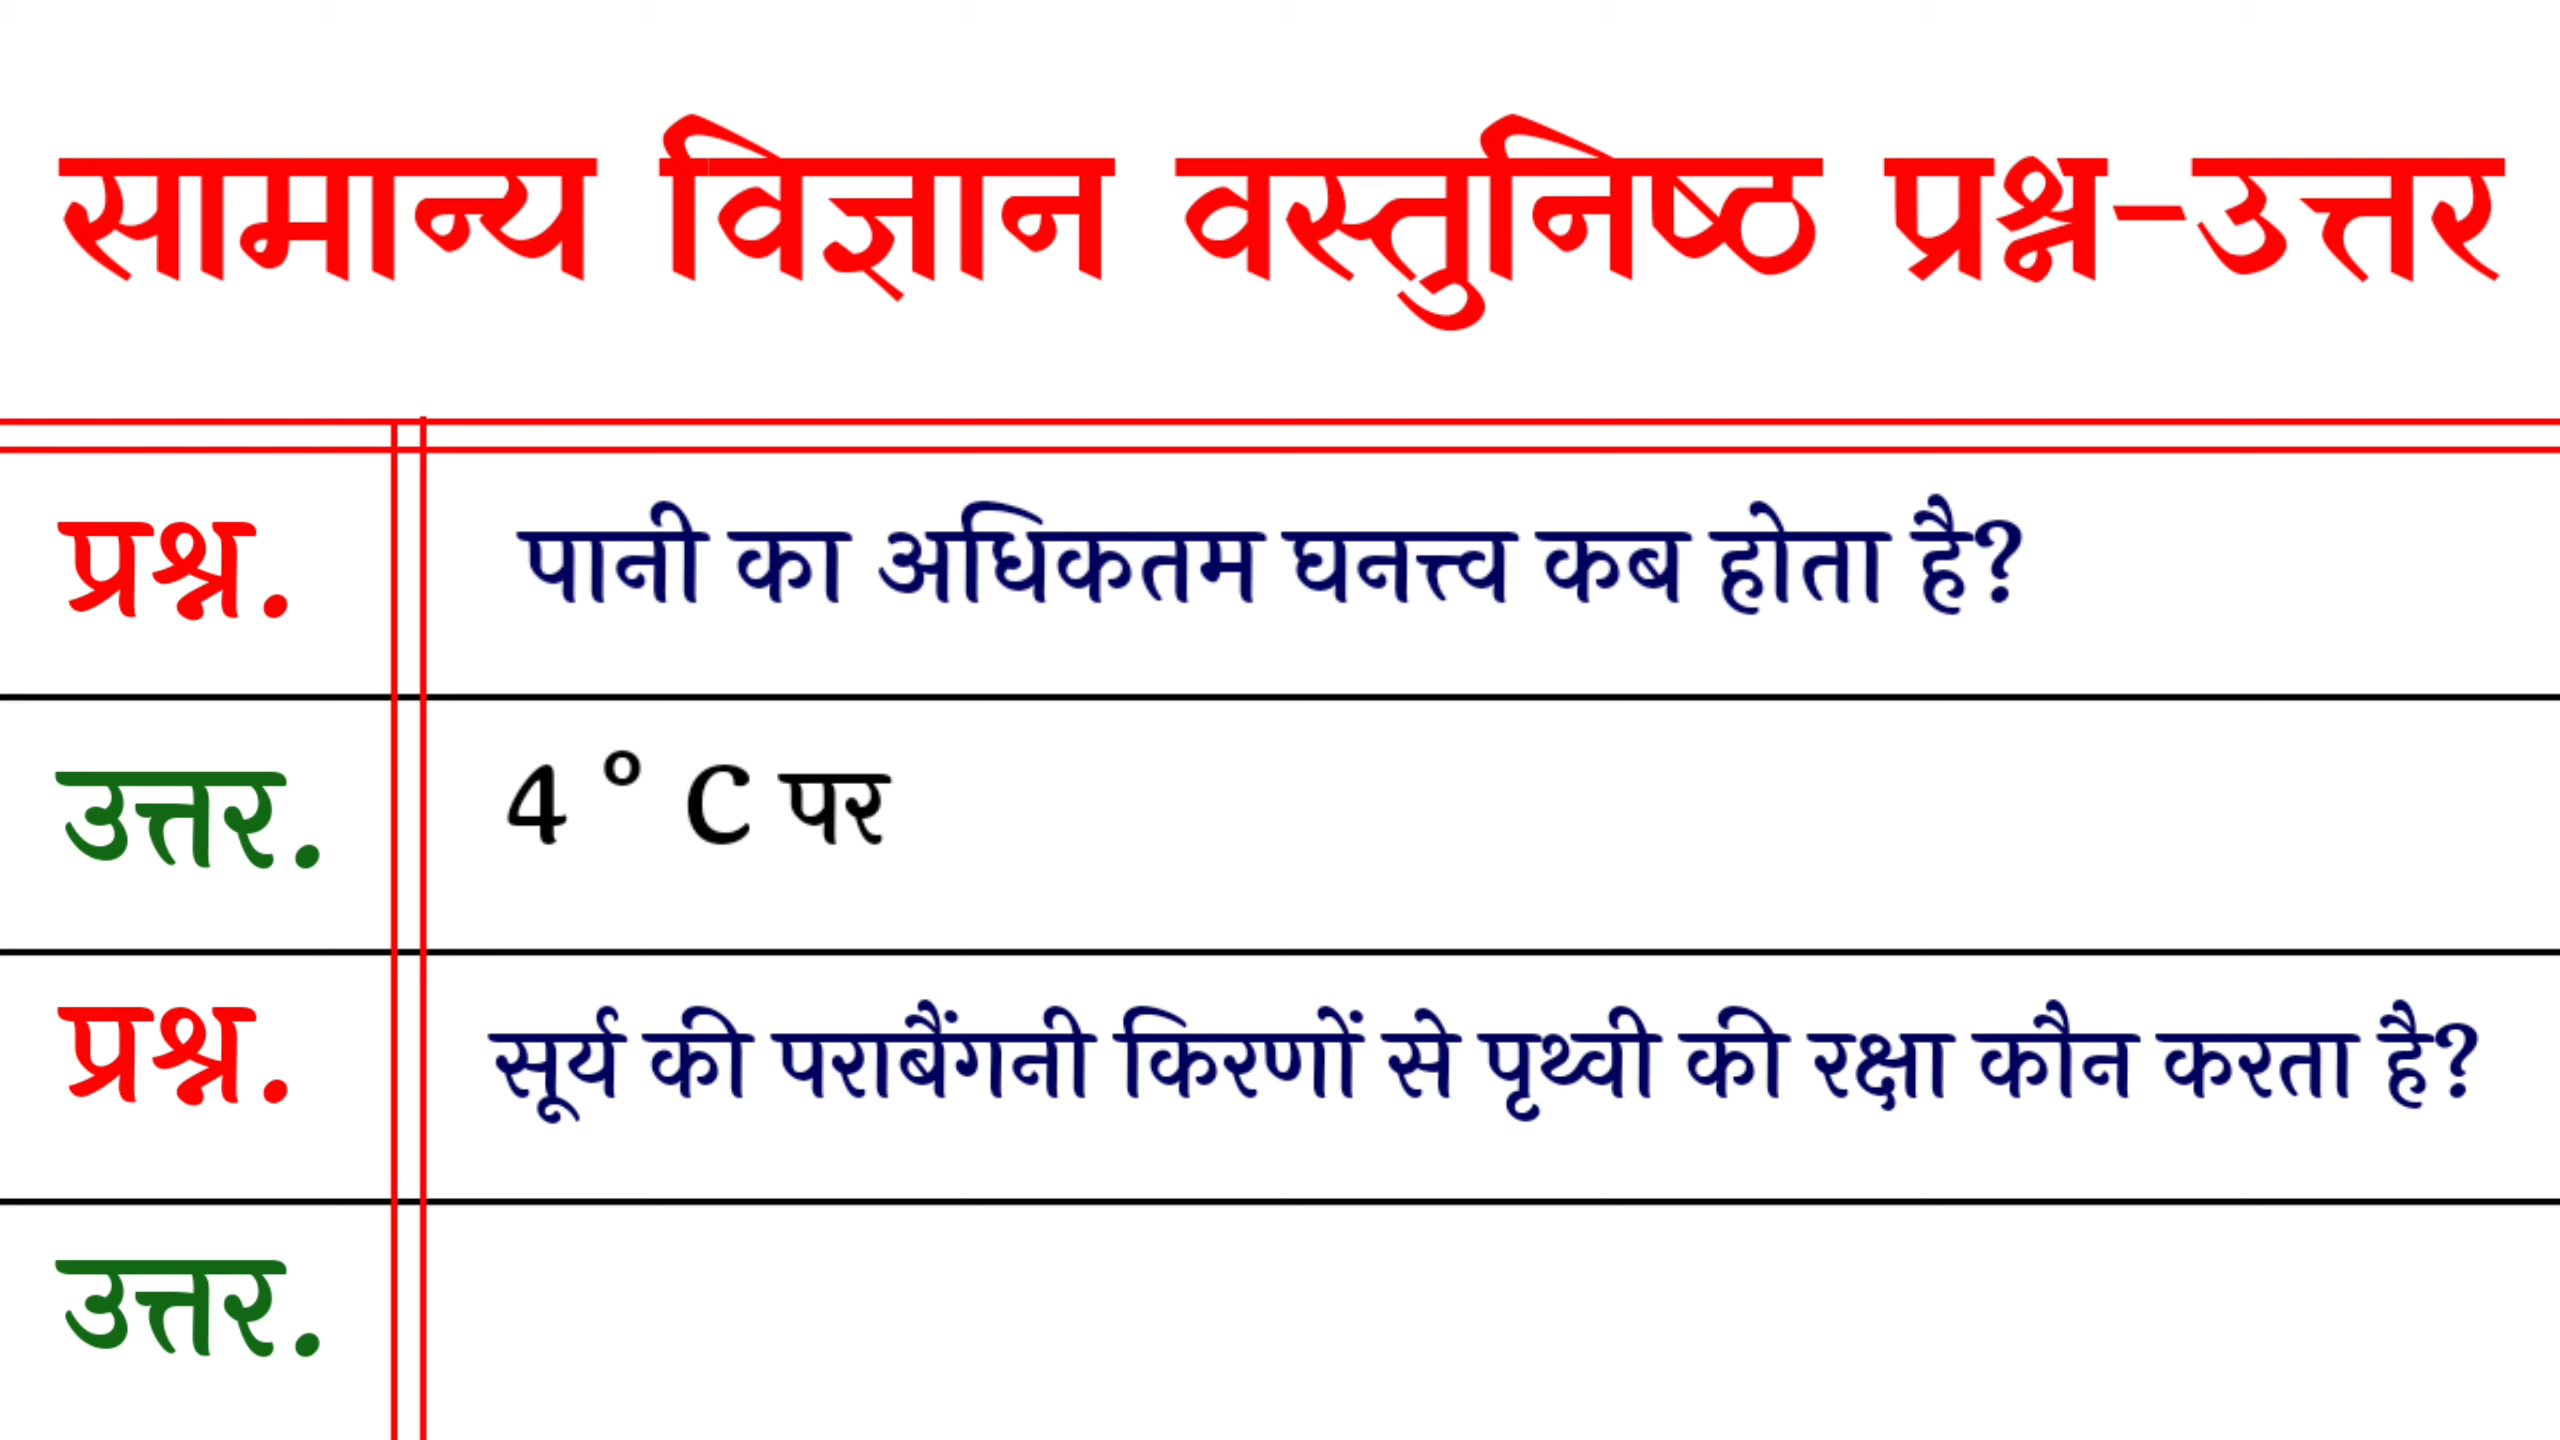 सामान्य विज्ञान वस्तुनिष्ठ प्रश्न-उत्तर
प्रश्न. पानी का अधिकतम घनत्त्व कब होता है?
उत्तर. 4 ° C पर
प्रश्न. सूर्य की पराबैंगनी किरणों से पृथ्वी की रक्षा कौन करता है?
उत्तर.